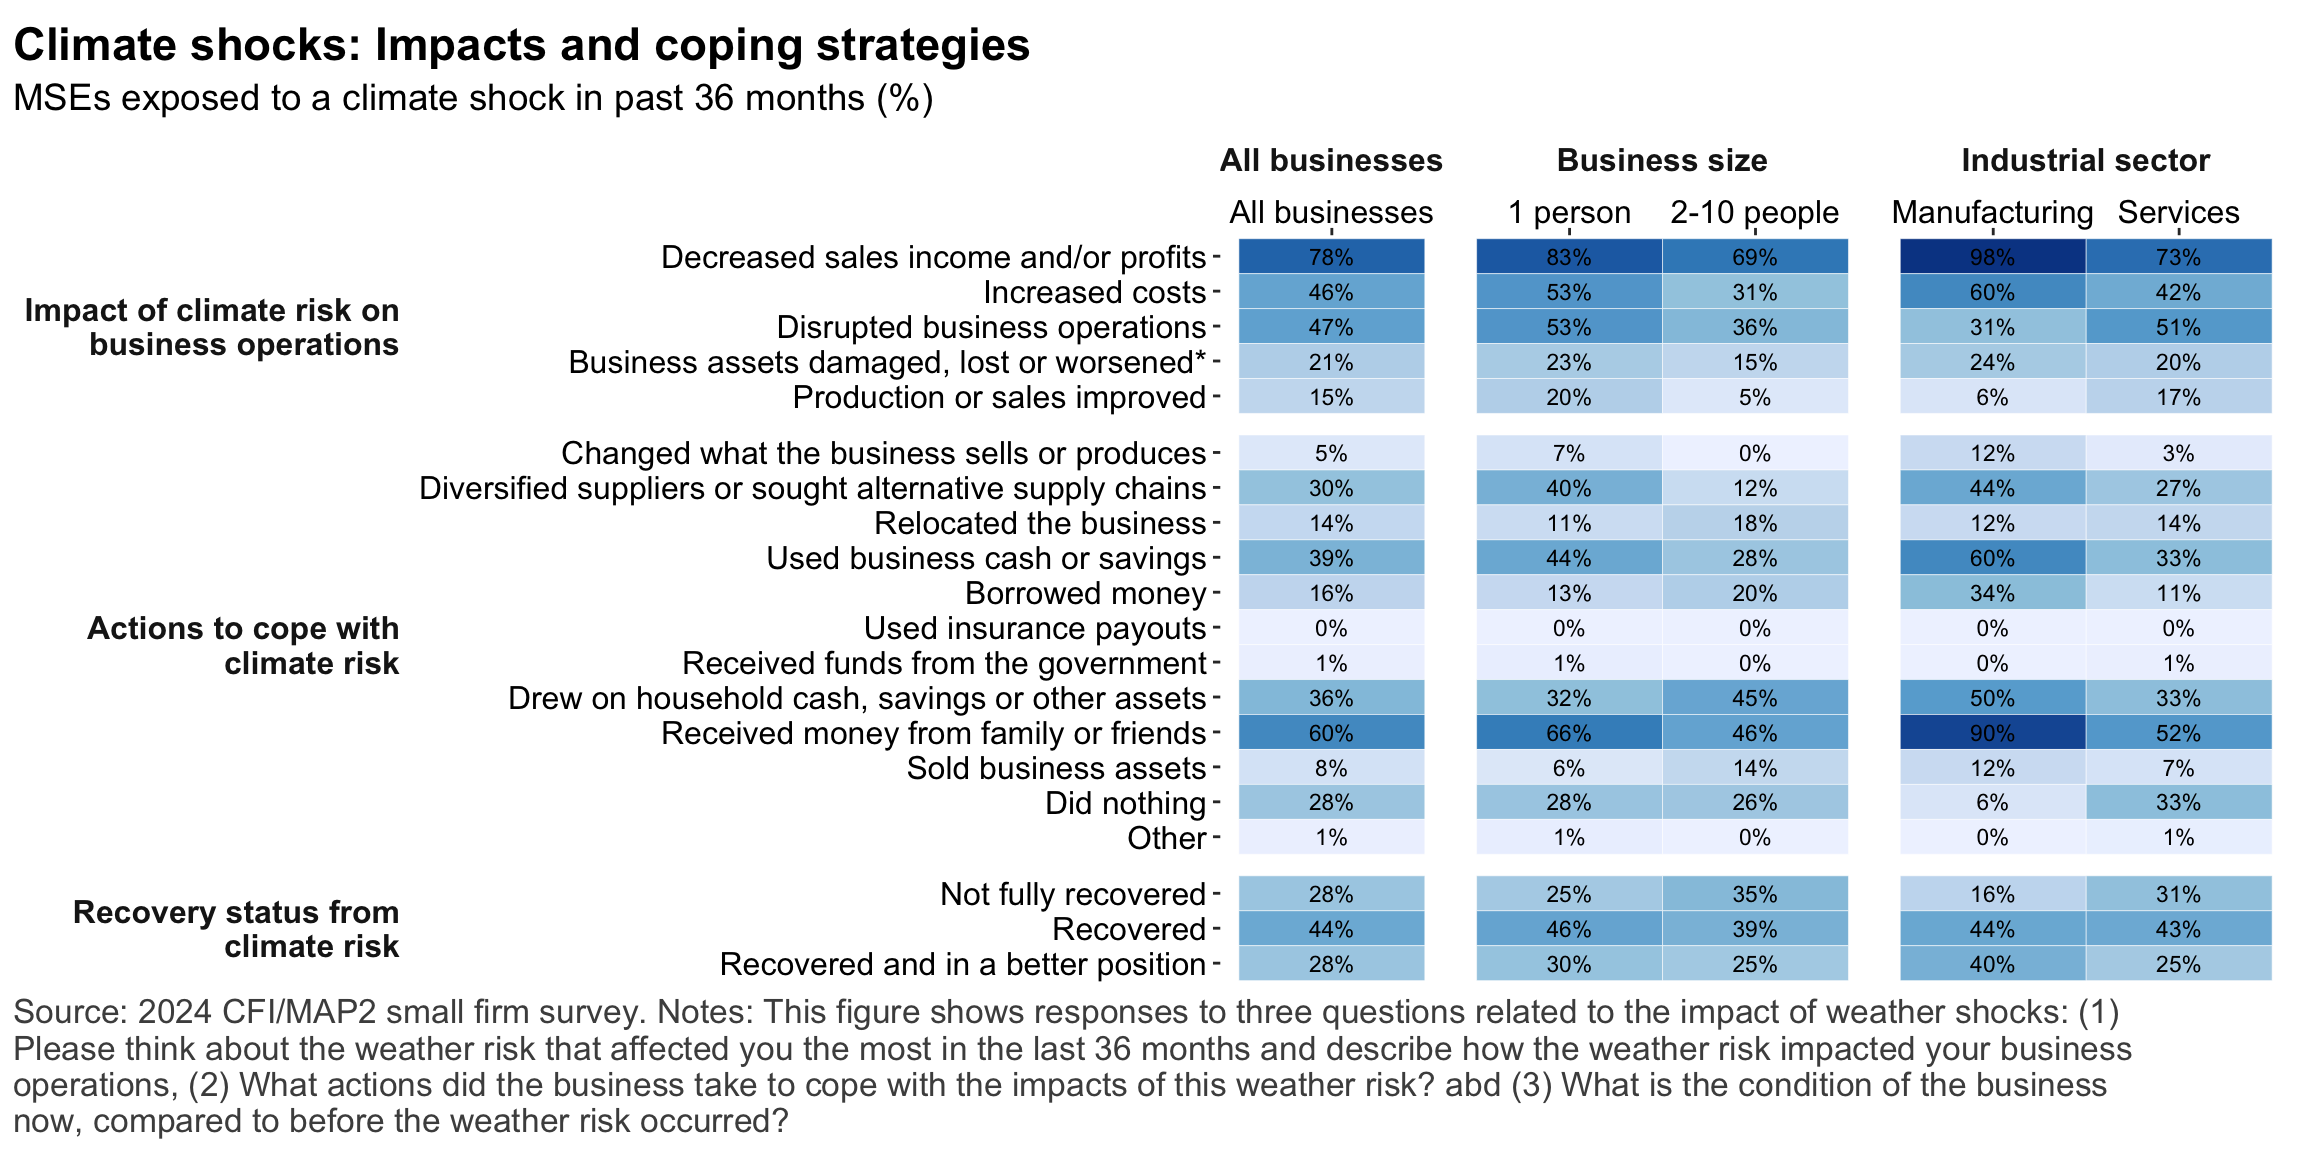 Climate shocks: Impacts and coping strategies
MSEs exposed to a climate shock in past 36 months (%)
All businesses Business size Industrial sector
All businesses 1 person 2-10 people Manufacturing Services
Impact of climate risk on
business operations
Decreased sales income and/or profits 78% 83% 69% 98% 73%
Increased costs 46% 53% 31% 60% 42%
Disrupted business operations 47% 53% 36% 31% 51%
Business assets damaged, lost or worsened* 21% 23% 15% 24% 20%
Production or sales improved 15% 20% 5% 6% 17%
Actions to cope with
climate risk
Changed what the business sells or produces 5% 7% 0% 12% 3%
Diversified suppliers or sought alternative supply chains 30% 40% 12% 44% 27%
Relocated the business 14% 11% 18% 12% 14%
Used business cash or savings 39% 44% 28% 60% 33%
Borrowed money 16% 13% 20% 34% 11%
Used insurance payouts 0% 0% 0% 0% 0%
Received funds from the government 1% 1% 0% 0% 1%
Drew on household cash, savings or other assets 36% 32% 45% 50% 33%
Received money from family or friends 60% 66% 46% 90% 52%
Sold business assets 8% 6% 14% 12% 7%
Did nothing 28% 28% 26% 6% 33%
Other 1% 1% 0% 0% 1%
Recovery status from
climate risk
Not fully recovered 28% 25% 35% 16% 31%
Recovered 44% 46% 39% 44% 43%
Recovered and in a better position 28% 30% 25% 40% 25%
Source: 2024 CFI/MAP2 small firm survey. Notes: This figure shows responses to three questions related to the impact of weather shocks: (1)
Please think about the weather risk that affected you the most in the last 36 months and describe how the weather risk impacted your business
operations, (2) What actions did the business take to cope with the impacts of this weather risk? abd (3) What is the condition of the business
now, compared to before the weather risk occurred?